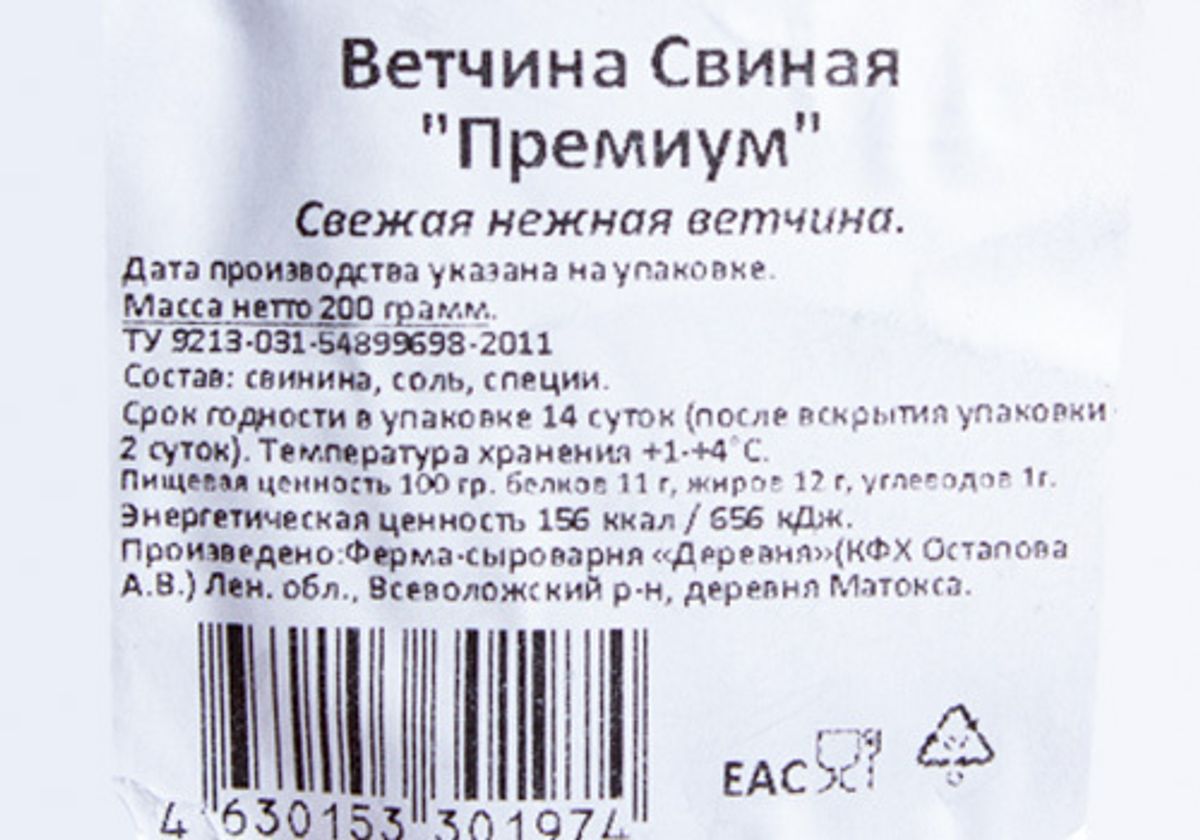 Ветчина Свиная
"Премиум"
Свежая нежная ветчина.
Дата производства указана на упаковке.
Масса нетто 200 грамм.
ТУ 9213-031-54899698-2011
Состав: свинина, соль, специи.
Срок годности в упаковке 14 суток (после вскрытия упаковки -
2 суток). Температура хранения +1-+4°С.
Пищевая ценность 100 гр. белков 11 г, жиров 12 г, углеводов 1г.
Энергетическая ценность 156 ккал / 656 кДж.
Произведено:Ферма-сыроварня «Деревня»(КФХ Остапова
А.В.) Лен. обл., Всеволожский р-н, деревня Матокса.
EAC
4 630153 301974